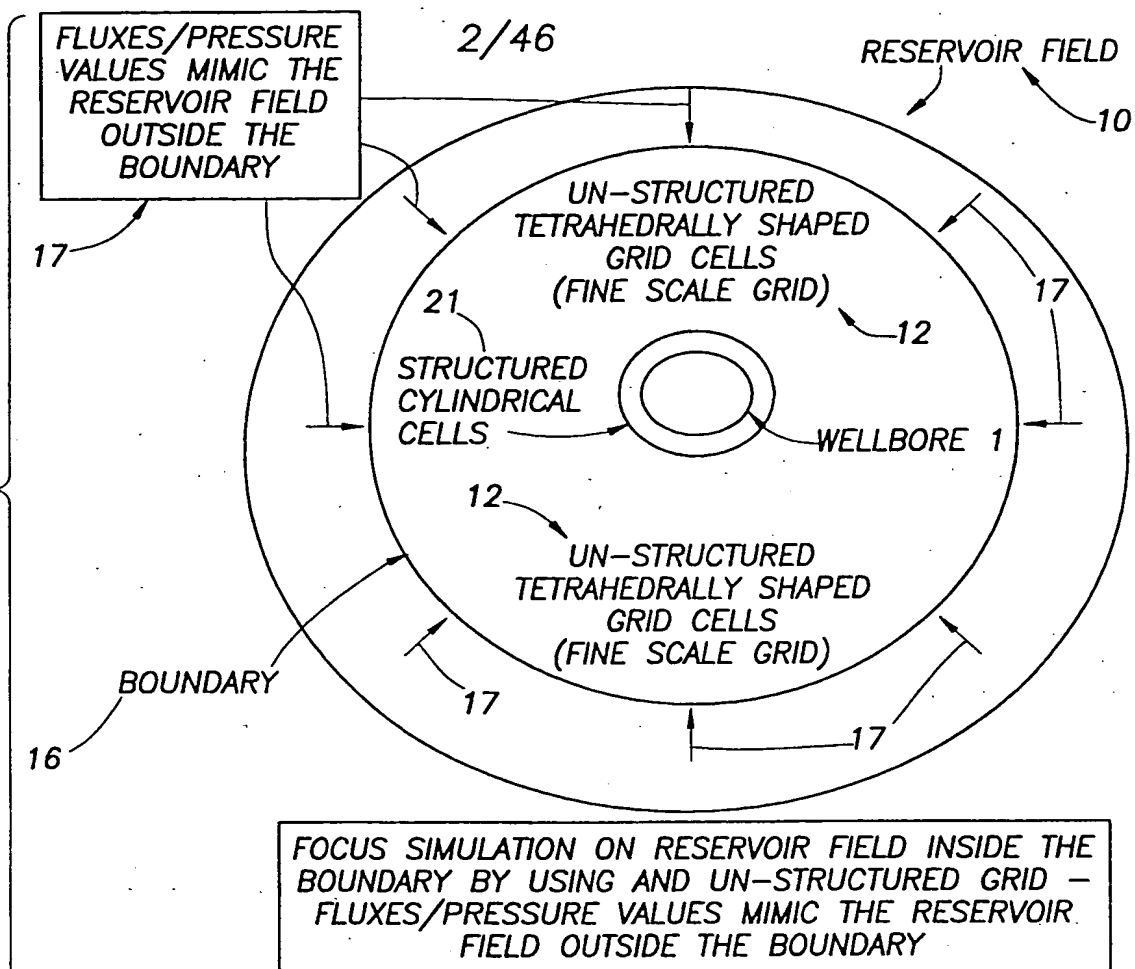 2/46
FLUXES/PRESSURE
VALUES MIMIC THE
RESERVOIR FIELD
OUTSIDE THE
BOUNDARY
17
RESERVOIR FIELD
10
UN-STRUCTURED
TETRAHEDRALLY SHAPED
GRID CELLS
(FINE SCALE GRID)
12
17
21
STRUCTURED
CYLINDRICAL
CELLS
WELLBORE 1
12
UN-STRUCTURED
TETRAHEDRALLY SHAPED
GRID CELLS
(FINE SCALE GRID)
BOUNDARY
16
17
17
FOCUS SIMULATION ON RESERVOIR FIELD INSIDE THE
BOUNDARY BY USING AND UN-STRUCTURED GRID –
FLUXES/PRESSURE VALUES MIMIC THE RESERVOIR
FIELD OUTSIDE THE BOUNDARY